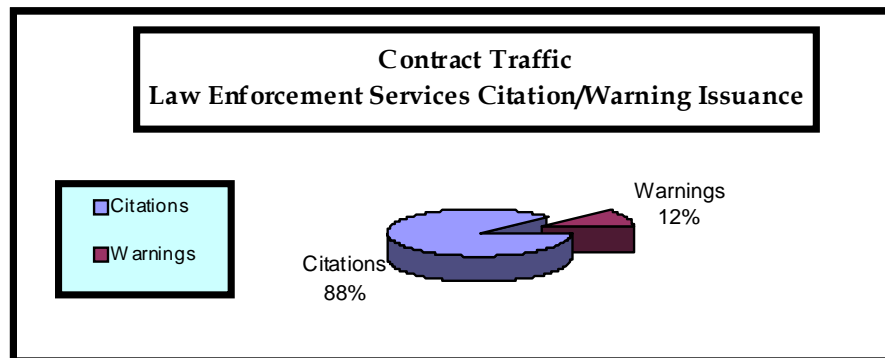 Contract Traffic
Law Enforcement Services Citation/Warning Issuance
Citations
Warnings
Warnings
12%
Citations
88%